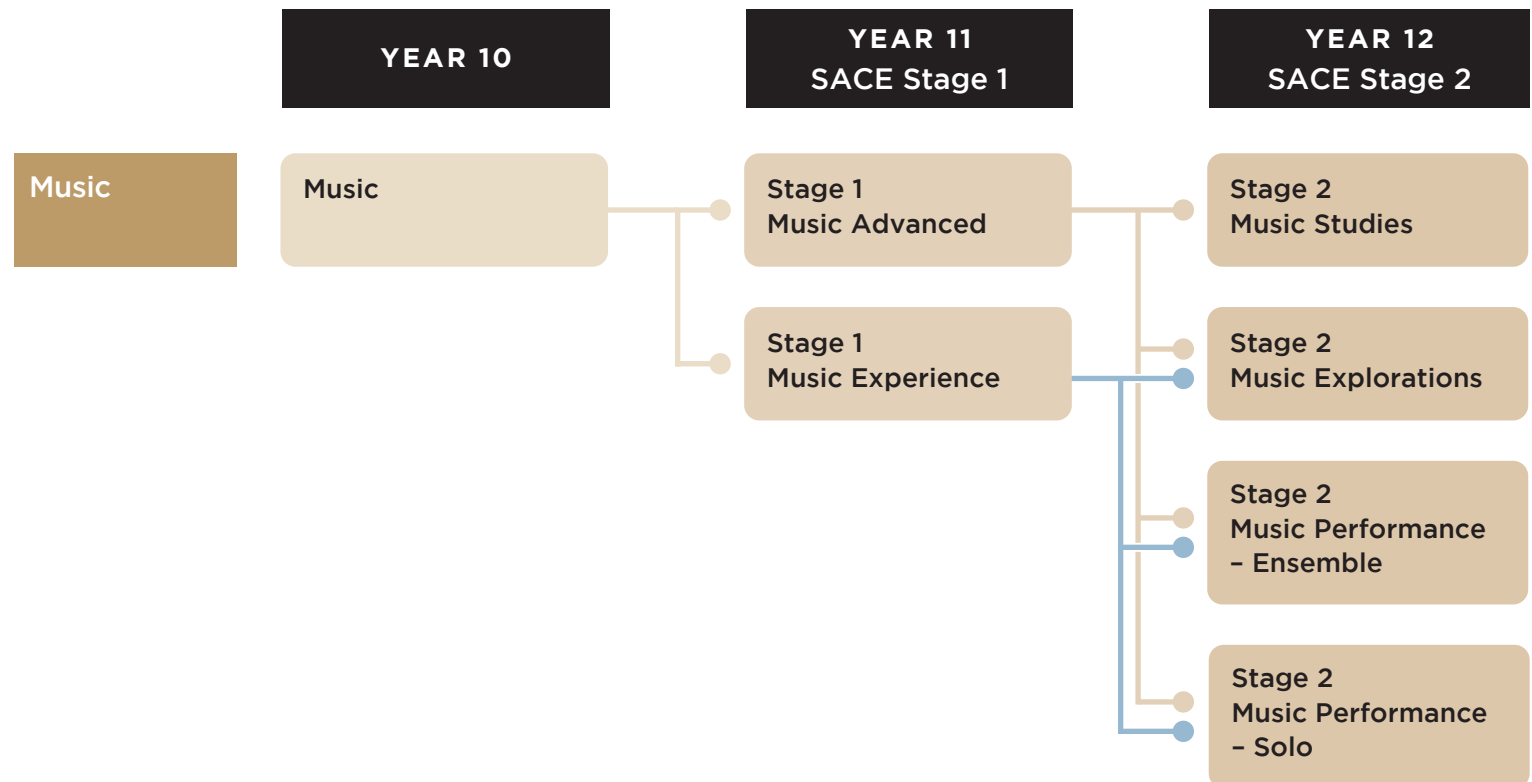 YEAR 10
YEAR 11
SACE Stage 1
YEAR 12
SACE Stage 2
Music
Music
Stage 1
Music Advanced
Stage 2
Music Studies
Stage 1
Music Experience
Stage 2
Music Explorations
Stage 2
Music Performance
– Ensemble
Stage 2
Music Performance
– Solo